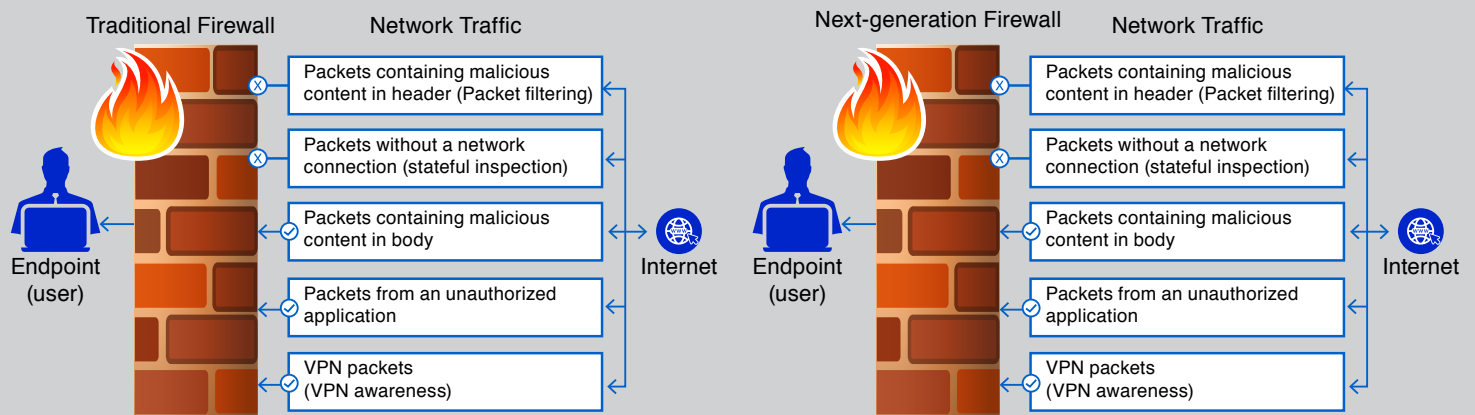 Traditional Firewall
Network Traffic
Packets containing malicious
content in header (Packet filtering)
Packets without a network
connection (stateful inspection)
Packets containing malicious
content in body
Packets from an unauthorized
application
VPN packets
(VPN awareness)
Endpoint
(user)
WWW
Internet
Next-generation Firewall
Network Traffic
Packets containing malicious
content in header (Packet filtering)
Packets without a network
connection (stateful inspection)
Packets containing malicious
content in body
Packets from an unauthorized
application
VPN packets
(VPN awareness)
Endpoint
(user)
WWW
Internet